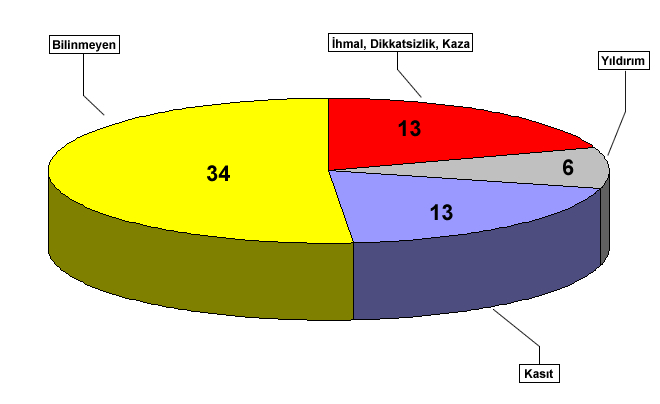 Bilinmeyen
İhmal, Dikkatsizlik, Kaza
Yıldırım
13
6
34
13
Kasıt